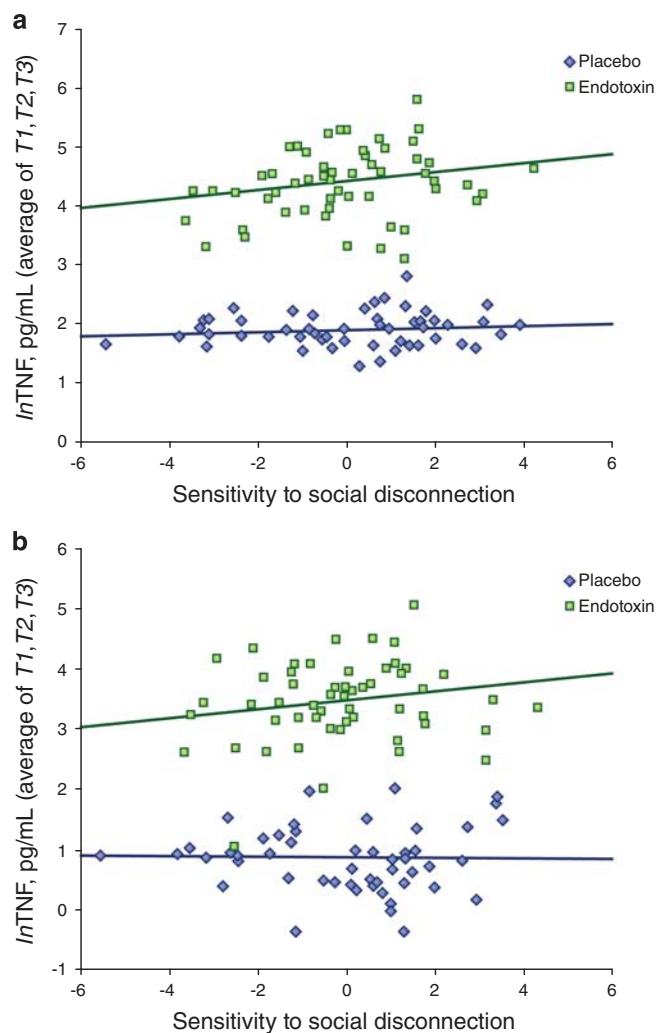 a
7
6
5
4
3
2
1
0
lnTNF, pg/mL (average of T1,T2,T3)
Placebo
Endotoxin
-6 -4 -2 0 2 4 6
Sensitivity to social disconnection
b
6
5
4
3
2
1
0
-1
lnTNF, pg/mL (average of T1,T2,T3)
Placebo
Endotoxin
-6 -4 -2 0 2 4 6
Sensitivity to social disconnection